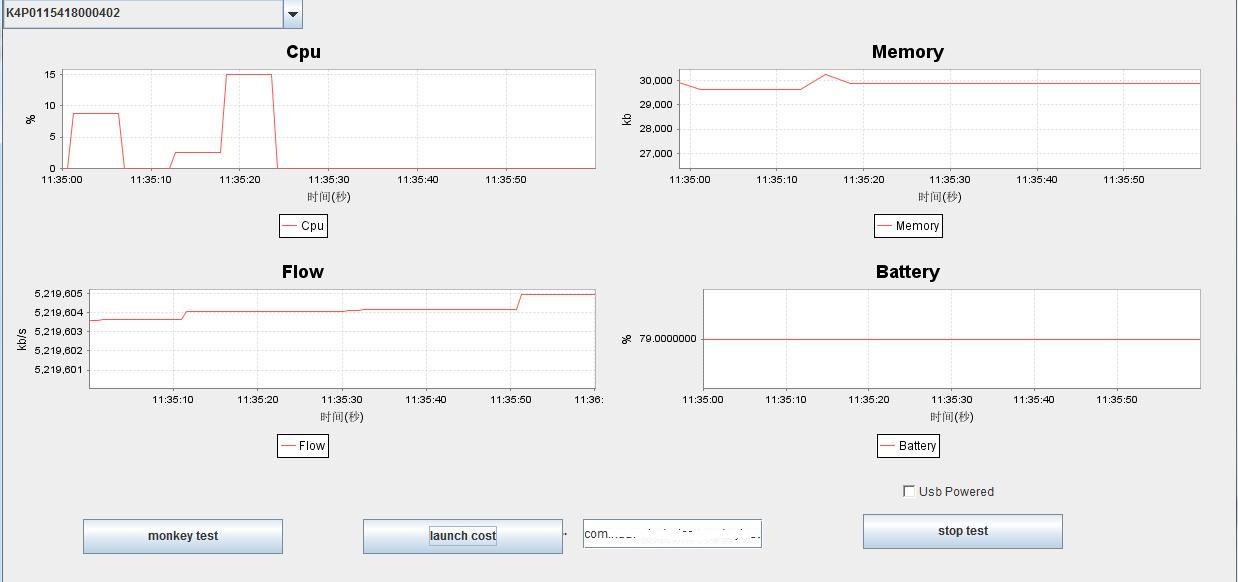 K4P0115418000402
Cpu
%
15
10
5
0
11:35:00 11:35:10 11:35:20 11:35:30 11:35:40 11:35:50
时间(秒)
Cpu
Memory
kb
30,000
29,000
28,000
27,000
11:35:00 11:35:10 11:35:20 11:35:30 11:35:40 11:35:50
时间(秒)
Memory
Flow
kb/s
5,219,605
5,219,604
5,219,603
5,219,602
5,219,601
11:35:10 11:35:20 11:35:30 11:35:40 11:35:50 11:36:
时间(秒)
Flow
Battery
%
79.0000000
11:35:00 11:35:10 11:35:20 11:35:30 11:35:40 11:35:50
时间(秒)
Battery
Usb Powered
monkey test
launch cost
stop test